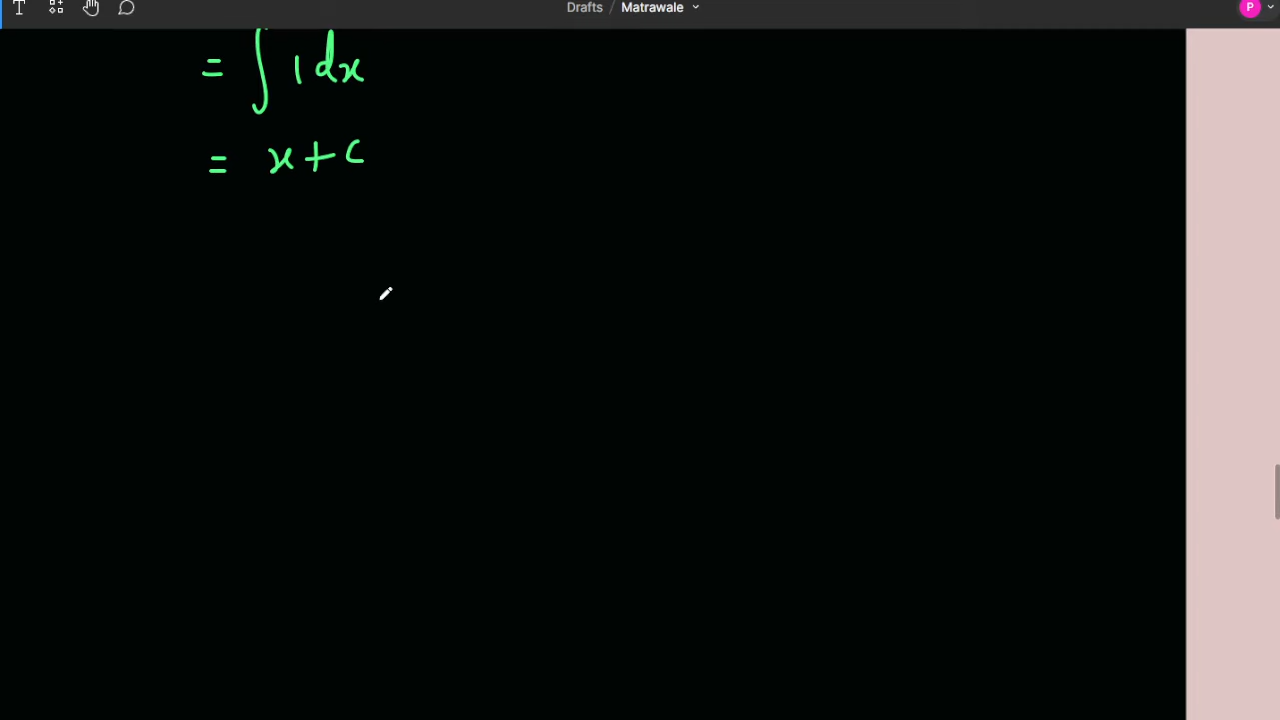 Drafts / Matrawale
P
= ∫ 1 dx
= x + c